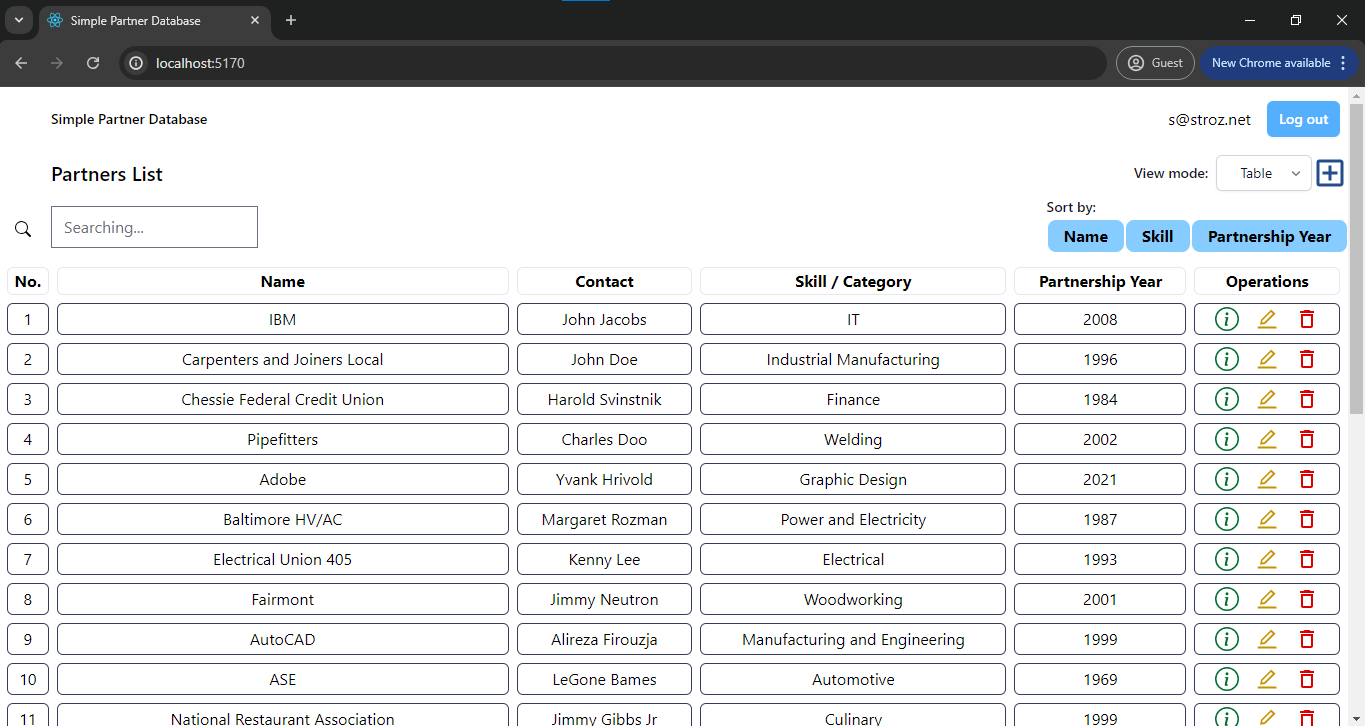 Simple Partner Database
localhost:5170
Guest
New Chrome available
Simple Partner Database
s@stroz.net
Log out
Partners List
View mode:
Table
Searching...
Sort by:
Name
Skill
Partnership Year
No. Name Contact Skill / Category Partnership Year Operations
1 IBM John Jacobs IT 2008
2 Carpenters and Joiners Local John Doe Industrial Manufacturing 1996
3 Chessie Federal Credit Union Harold Svinstnik Finance 1984
4 Pipefitters Charles Doo Welding 2002
5 Adobe Yvank Hrivold Graphic Design 2021
6 Baltimore HV/AC Margaret Rozman Power and Electricity 1987
7 Electrical Union 405 Kenny Lee Electrical 1993
8 Fairmont Jimmy Neutron Woodworking 2001
9 AutoCAD Alireza Firouzja Manufacturing and Engineering 1999
10 ASE LeGone Bames Automotive 1969
11 National Restaurant Association Jimmy Gibbs Jr Culinary 1999